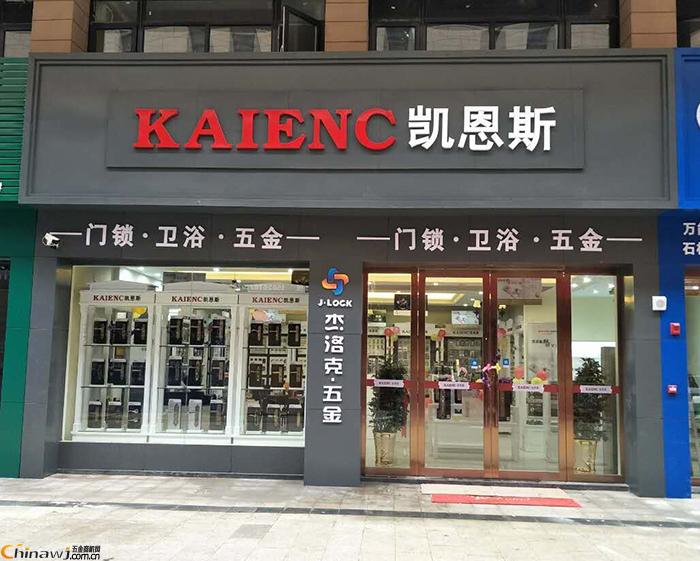 KAIENC 凯恩斯
门锁·卫浴·五金
门锁·卫浴·五金
KAIENC凯恩斯
KAIENC凯恩斯
KAIENC凯恩斯
J·LOCK
杰·洛克·五金
KAIENC
万
石
Chinawj.com.cn
五金商机网